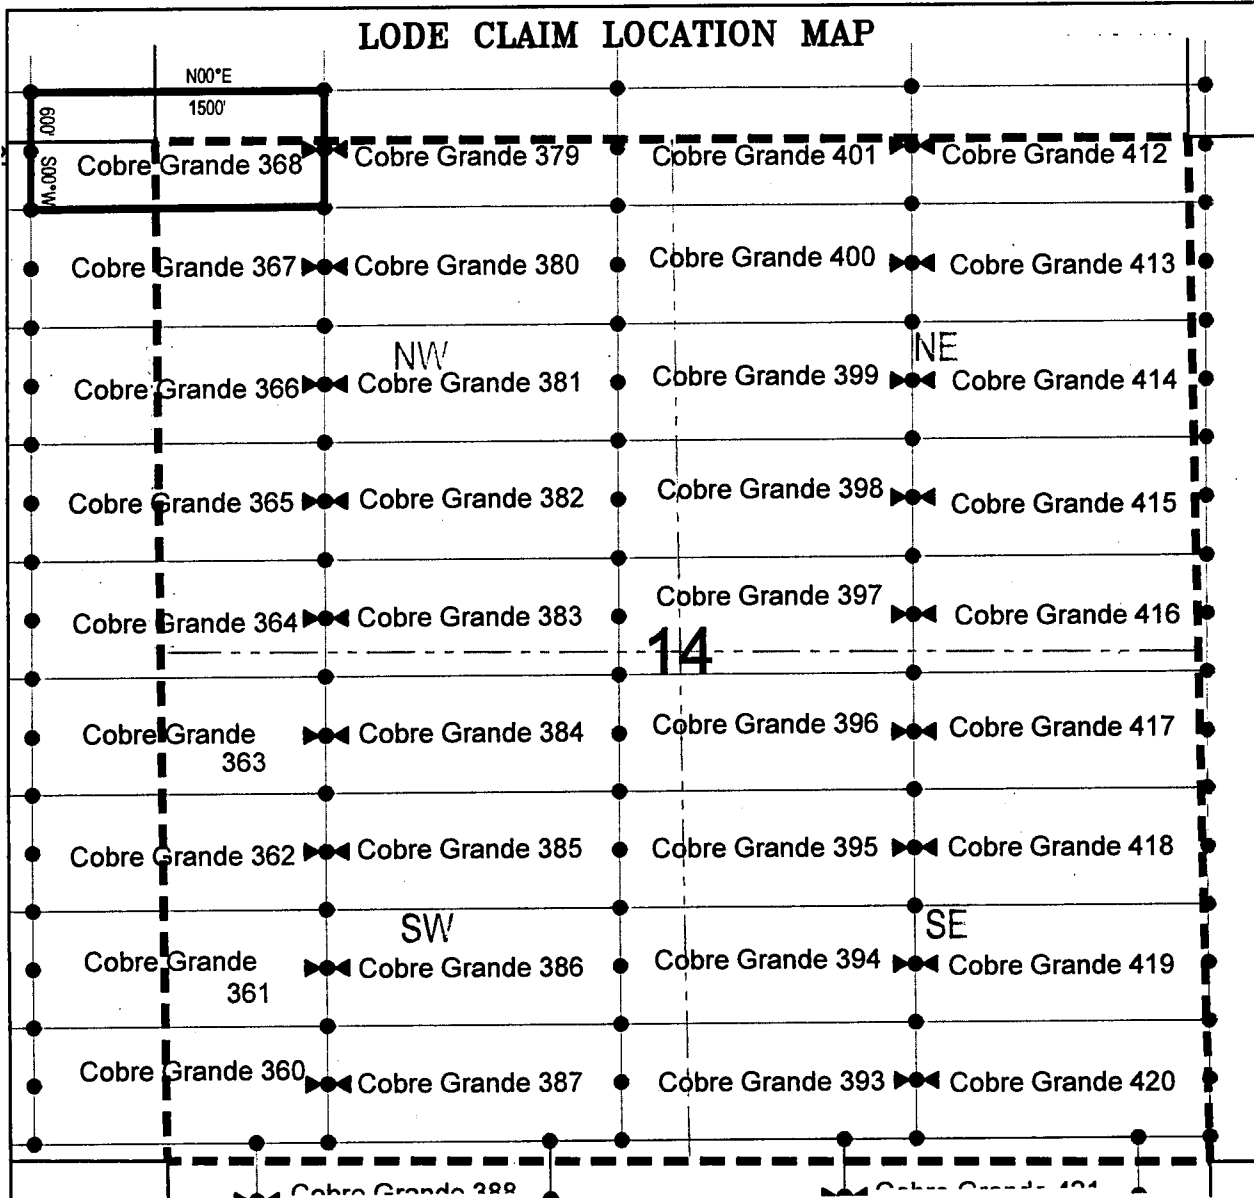 LODE CLAIM LOCATION MAP
N00°E
1500'
600'
S00°W
Cobre Grande 368
Cobre Grande 379
Cobre Grande 401
Cobre Grande 412
Cobre Grande 367
Cobre Grande 380
Cobre Grande 400
Cobre Grande 413
NW
NE
Cobre Grande 366
Cobre Grande 381
Cobre Grande 399
Cobre Grande 414
Cobre Grande 365
Cobre Grande 382
Cobre Grande 398
Cobre Grande 415
Cobre Grande 364
Cobre Grande 383
Cobre Grande 397
Cobre Grande 416
14
Cobre Grande
363
Cobre Grande 384
Cobre Grande 396
Cobre Grande 417
Cobre Grande 362
Cobre Grande 385
Cobre Grande 395
Cobre Grande 418
SW
SE
Cobre Grande
361
Cobre Grande 386
Cobre Grande 394
Cobre Grande 419
Cobre Grande 360
Cobre Grande 387
Cobre Grande 393
Cobre Grande 420
Cobre Grande 388
Cobre Grande 421